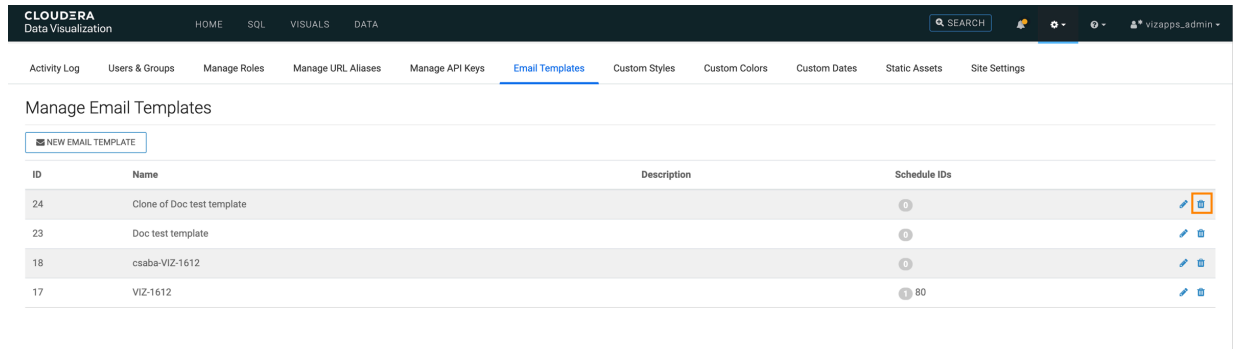 CLOUDERA
Data Visualization
HOME SQL VISUALS DATA SEARCH vizapps_admin
Activity Log Users & Groups Manage Roles Manage URL Aliases Manage API Keys Email Templates Custom Styles Custom Colors Custom Dates Static Assets Site Settings
Manage Email Templates
NEW EMAIL TEMPLATE
ID Name Description Schedule IDs
24 Clone of Doc test template 0
23 Doc test template 0
18 csaba-VIZ-1612 0
17 VIZ-1612 1 80